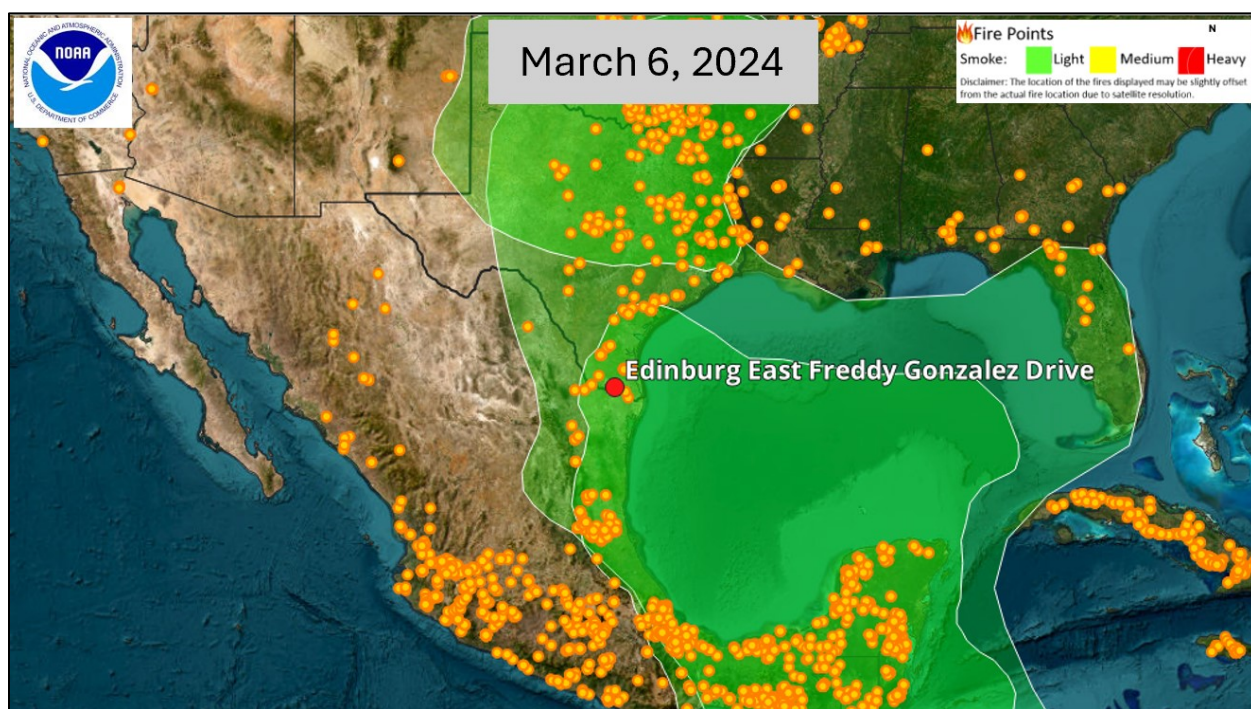 NATIONAL OCEANIC AND ATMOSPHERIC ADMINISTRATION
NOAA
U.S. DEPARTMENT OF COMMERCE
March 6, 2024
Fire Points
N
Smoke: Light Medium Heavy
Disclaimer: The location of the fires displayed may be slightly offset
from the actual fire location due to satellite resolution.
Edinburg East Freddy Gonzalez Drive